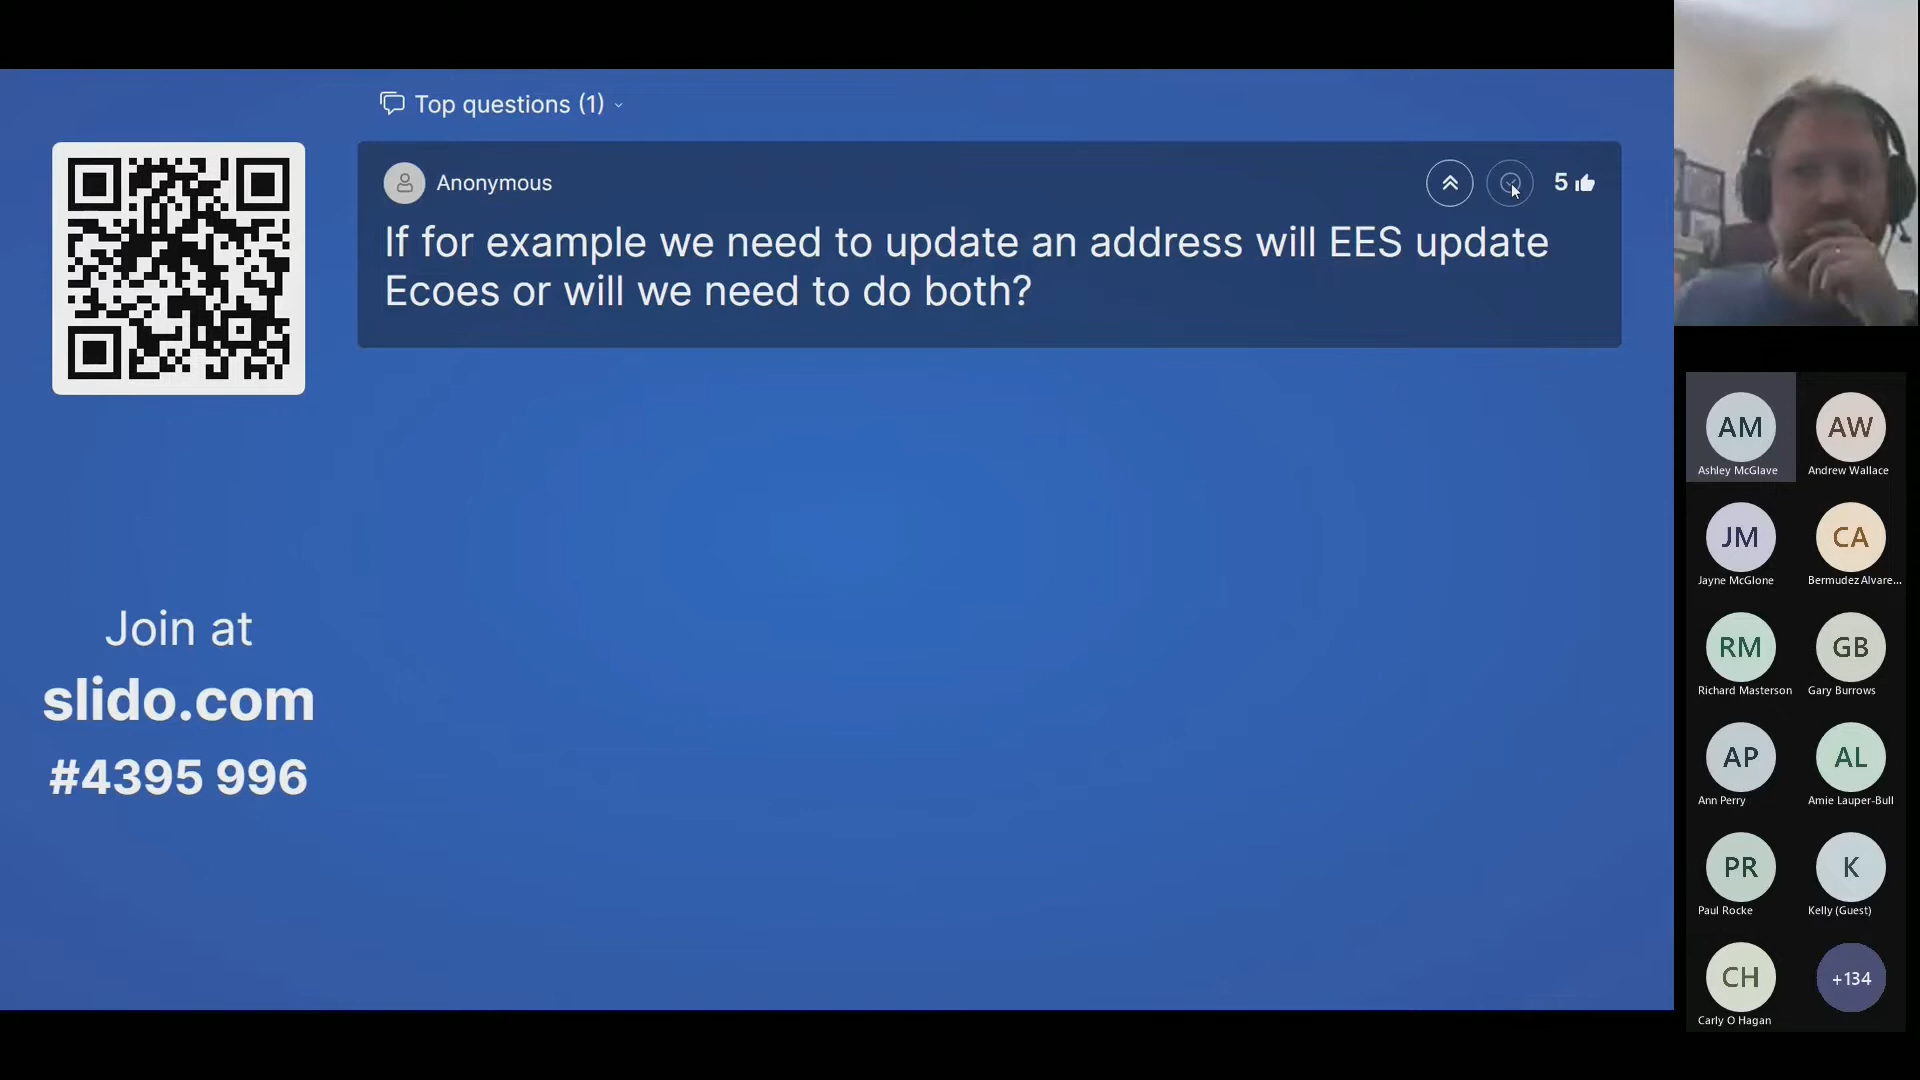 Top questions (1)
Anonymous
5
If for example we need to update an address will EES update
Ecoes or will we need to do both?
Join at
slido.com
#4395 996
AM
Ashley McGlave
AW
Andrew Wallace
JM
Jayne McGlone
CA
Bermudez Alvare...
RM
Richard Masterson
GB
Gary Burrows
AP
Ann Perry
AL
Amie Lauper-Bull
PR
Paul Rocke
K
Kelly (Guest)
CH
Carly O Hagan
+134